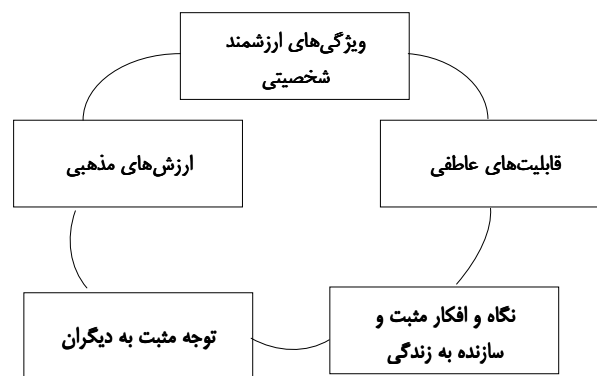 ویژگی‌های ارزشمند
شخصیتی
قابلیت‌های عاطفی
ارزش‌های مذهبی
نگاه و افکار مثبت و
سازنده به زندگی
توجه مثبت به دیگران